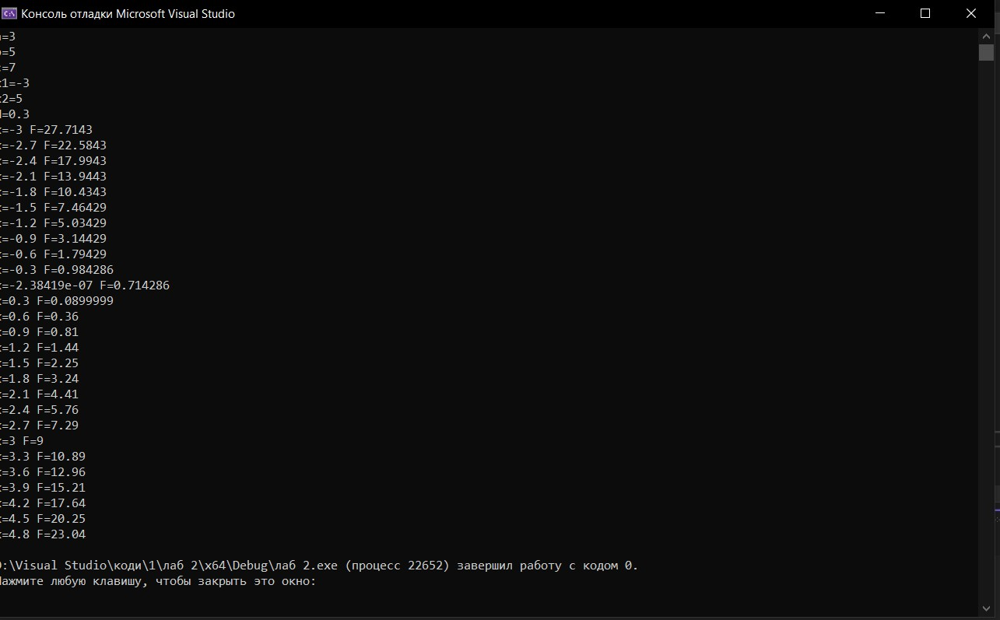 Консоль отладки Microsoft Visual Studio
=3
=5
=7
1=-3
2=5
=0.3
=-3 F=27.7143
=-2.7 F=22.5843
=-2.4 F=17.9943
=-2.1 F=13.9443
=-1.8 F=10.4343
=-1.5 F=7.46429
=-1.2 F=5.03429
=-0.9 F=3.14429
=-0.6 F=1.79429
=-0.3 F=0.984286
=-2.38419e-07 F=0.714286
=0.3 F=0.0899999
=0.6 F=0.36
=0.9 F=0.81
=1.2 F=1.44
=1.5 F=2.25
=1.8 F=3.24
=2.1 F=4.41
=2.4 F=5.76
=2.7 F=7.29
=3 F=9
=3.3 F=10.89
=3.6 F=12.96
=3.9 F=15.21
=4.2 F=17.64
=4.5 F=20.25
=4.8 F=23.04
:\Visual Studio\коди\1\лаб 2\x64\Debug\лаб 2.exe (процесс 22652) завершил работу с кодом 0.
ажмите любую клавишу, чтобы закрыть это окно: